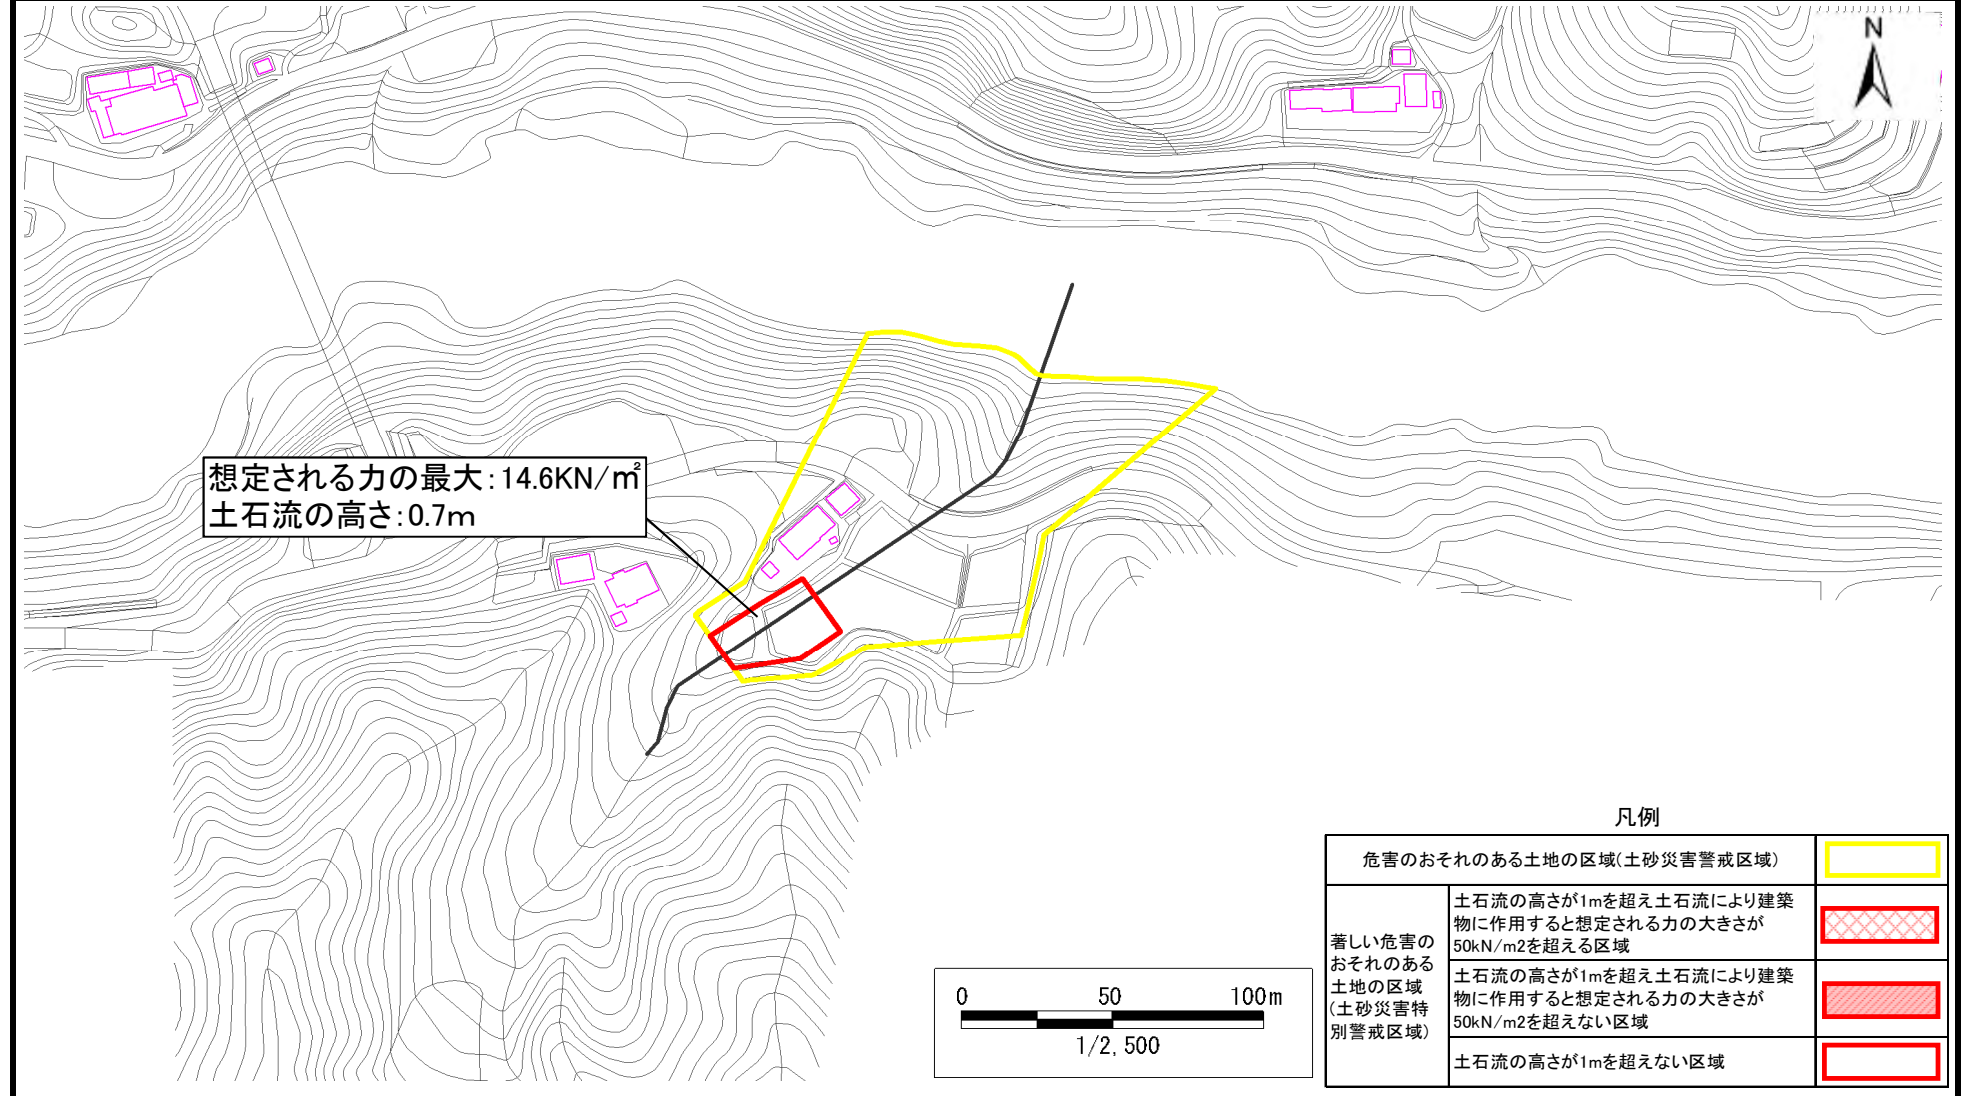 N
想定される力の最大:14.6KN/㎡
土石流の高さ:0.7m
凡例
危害のおそれのある土地の区域(土砂災害警戒区域)
著しい危害の
おそれのある
土地の区域
(土砂災害特
別警戒区域)
土石流の高さが1mを超え土石流により建築
物に作用すると想定される力の大きさが
50kN/m2を超える区域
土石流の高さが1mを超え土石流により建築
物に作用すると想定される力の大きさが
50kN/m2を超えない区域
土石流の高さが1mを超えない区域
0 50 100m
1/2,500